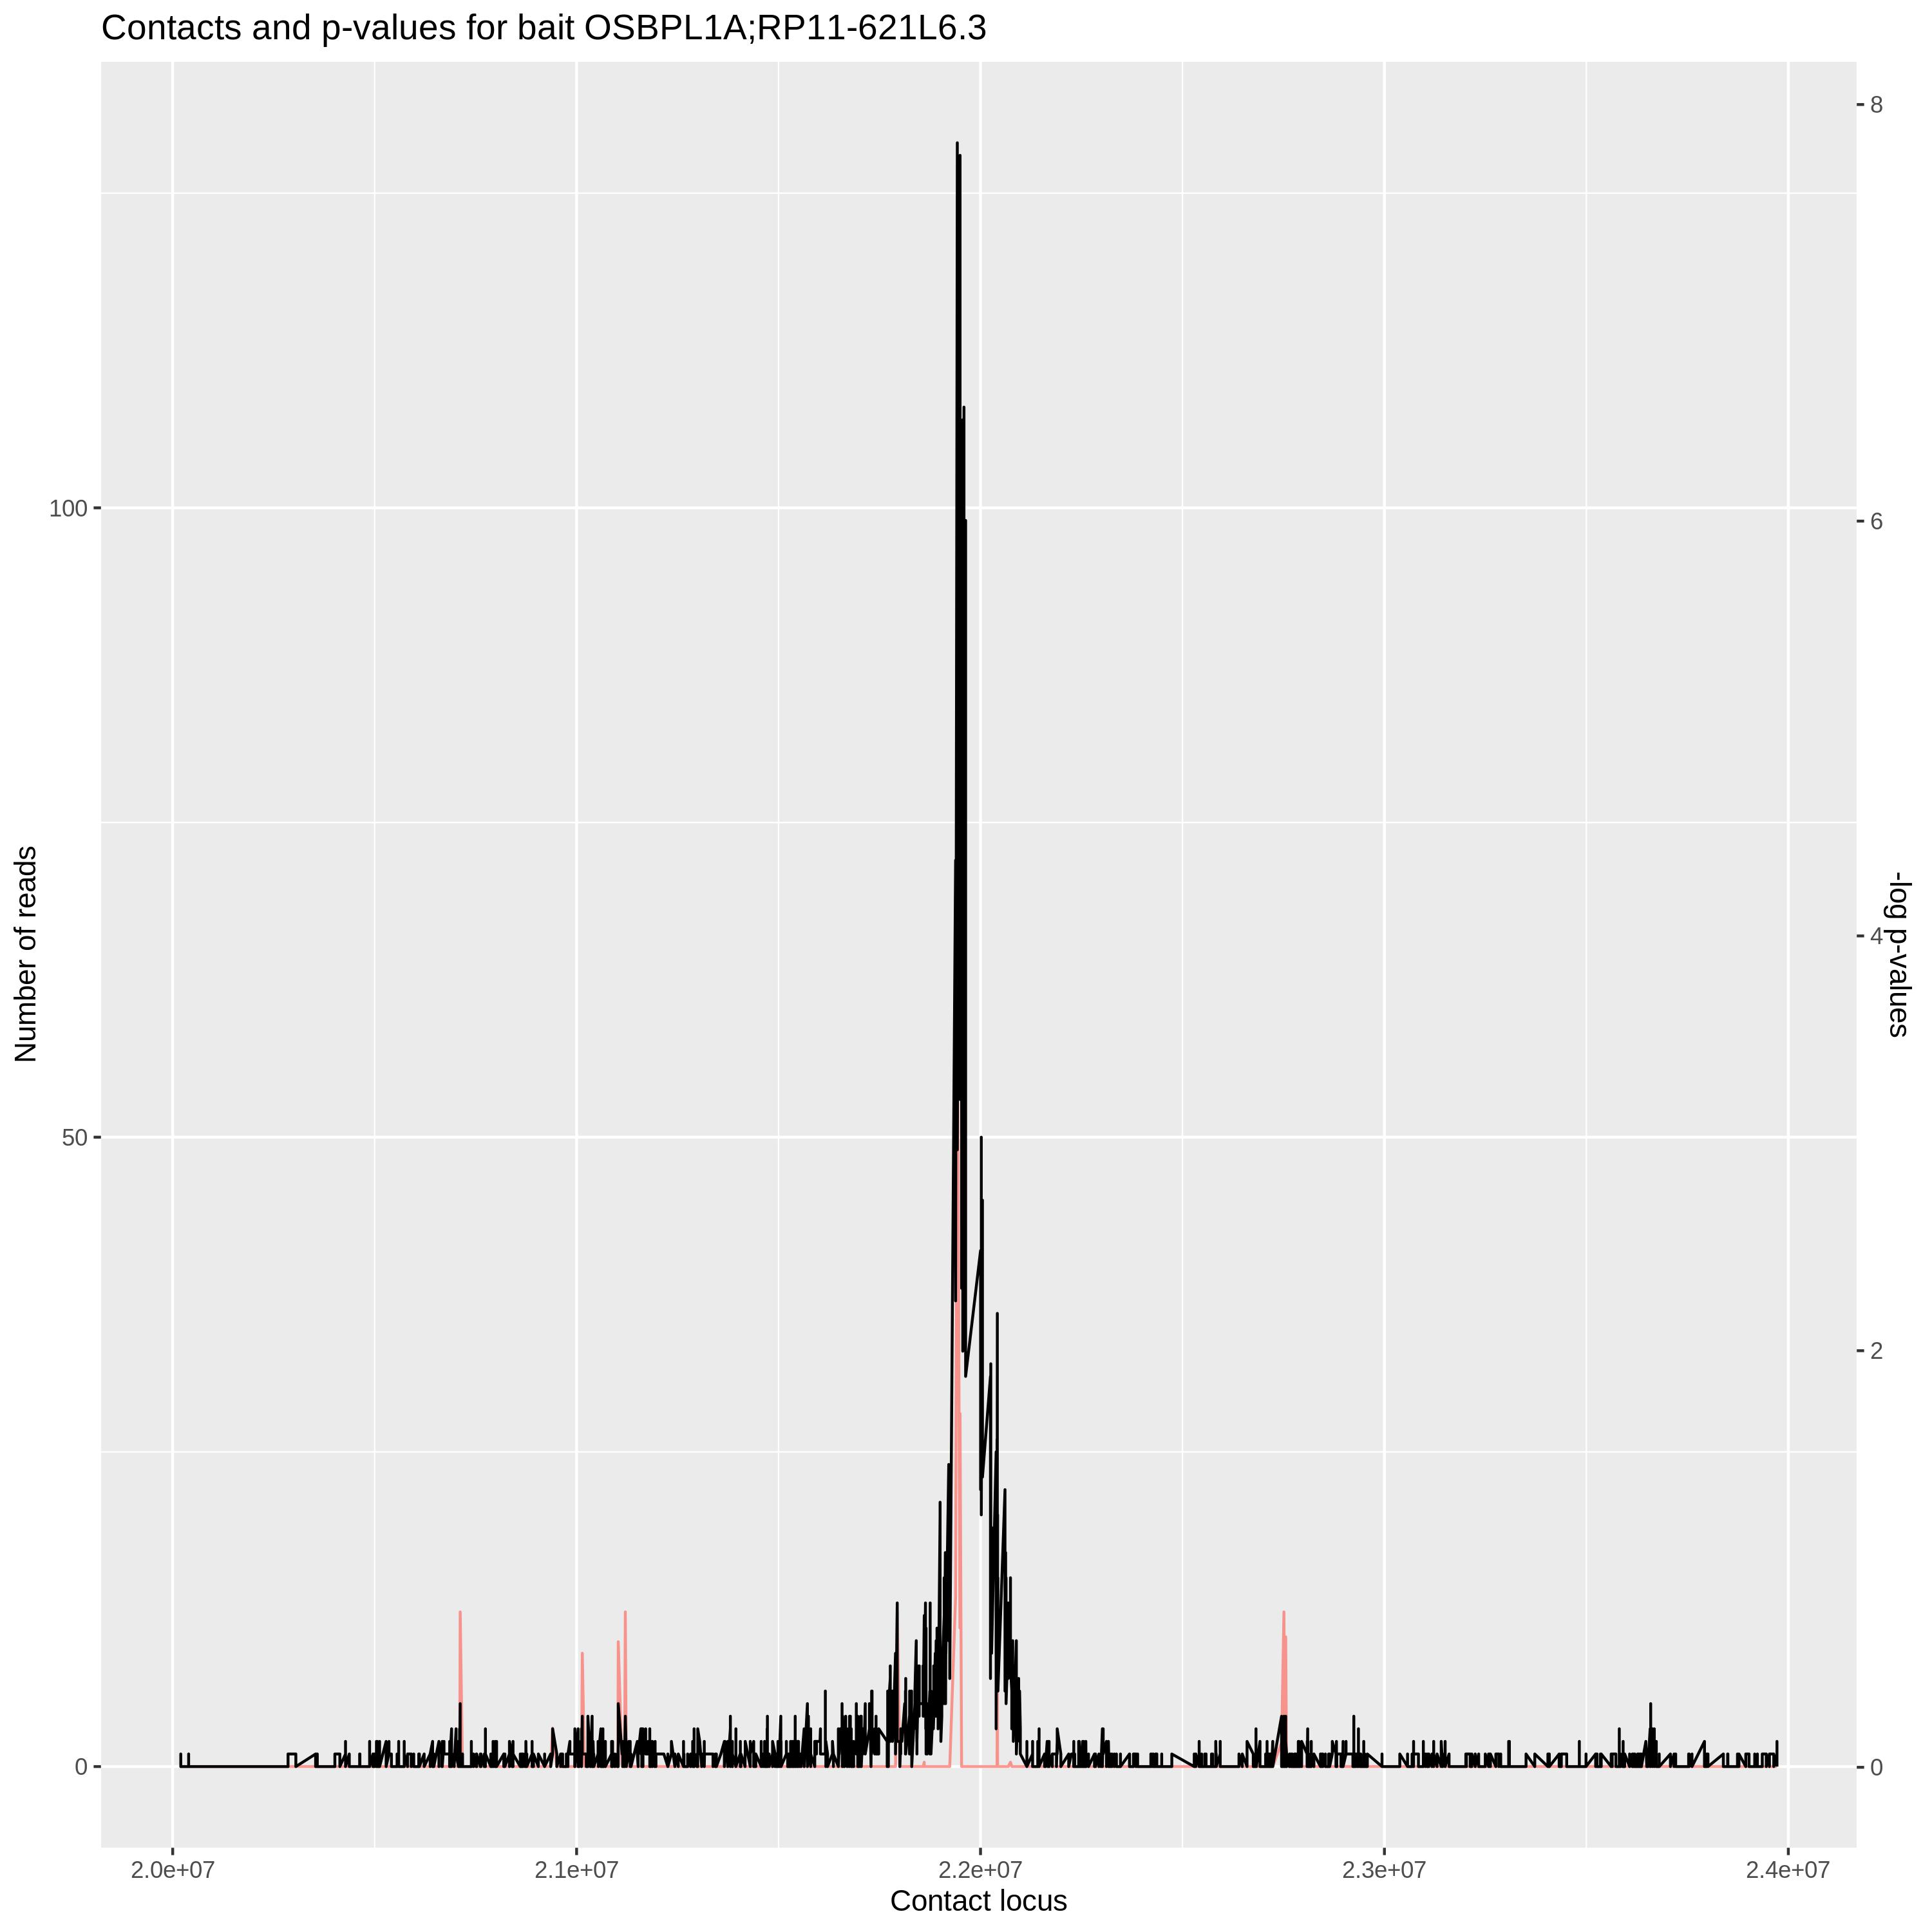 Contacts and p-values for bait OSBPL1A;RP11-621L6.3
Number of reads
100
50
0
8
6
4
2
0
-log p-values
2.0e+07 2.1e+07 2.2e+07 2.3e+07 2.4e+07
Contact locus